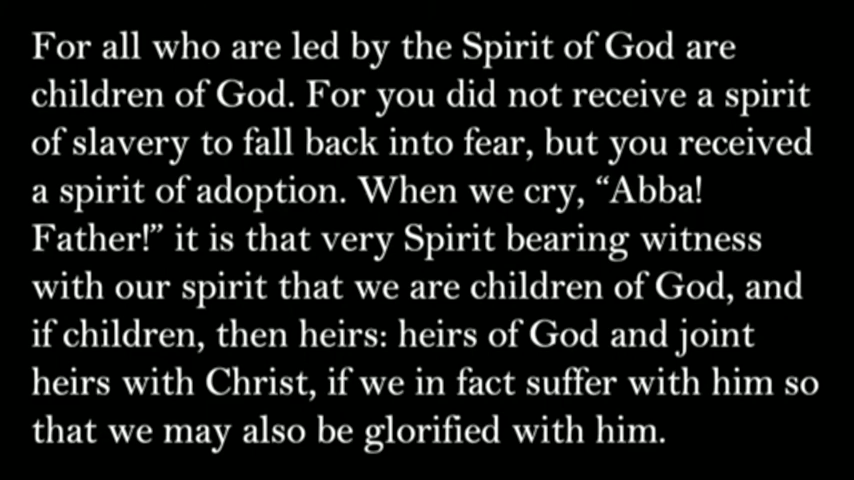 For all who are led by the Spirit of God are
children of God. For you did not receive a spirit
of slavery to fall back into fear, but you received
a spirit of adoption. When we cry, “Abba!
Father!” it is that very Spirit bearing witness
with our spirit that we are children of God, and
if children, then heirs: heirs of God and joint
heirs with Christ, if we in fact suffer with him so
that we may also be glorified with him.